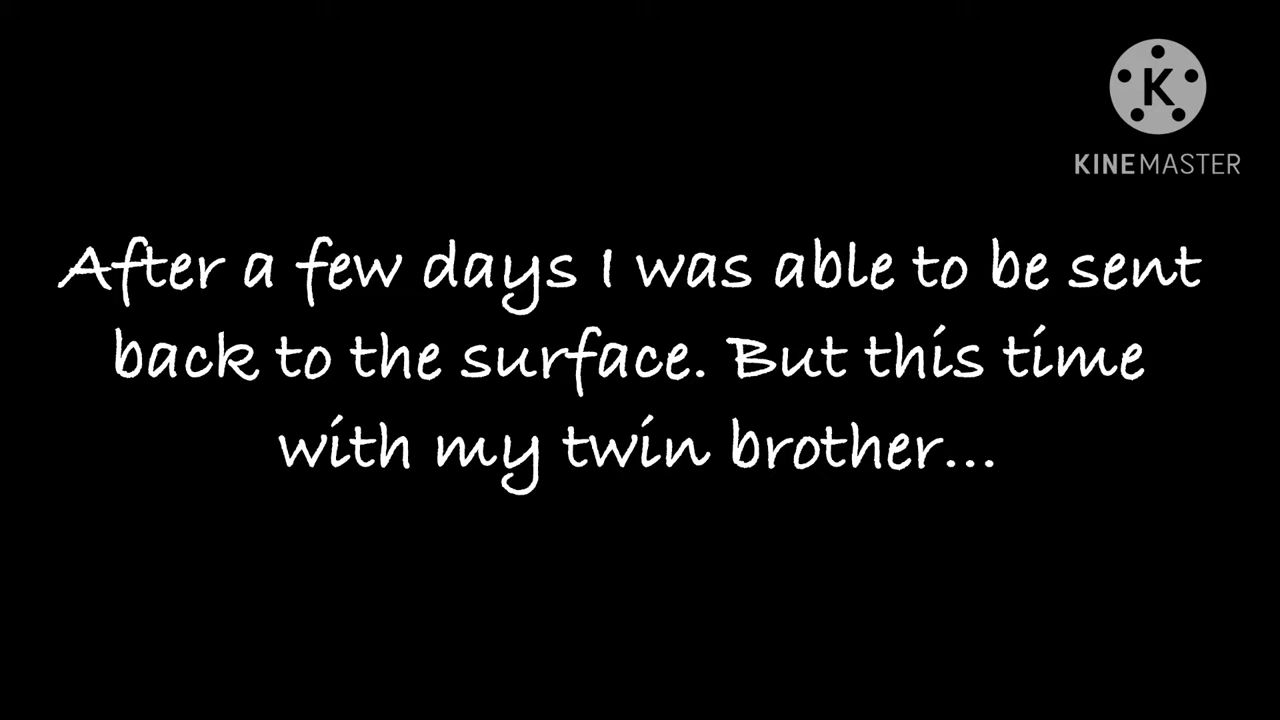 K
KINEMASTER
After a few days I was able to be sent
back to the surface. But this time
with my twin brother...